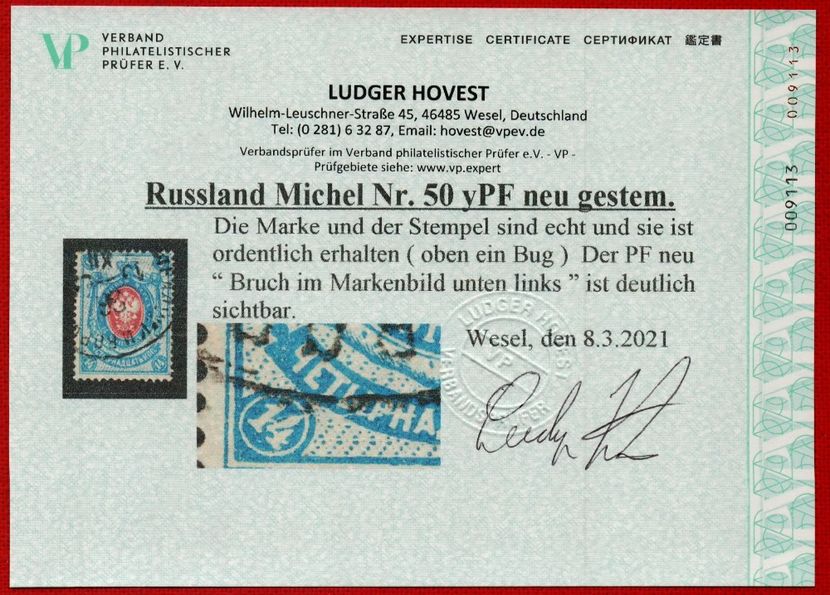 VP VERBAND
PHILATELISTISCHER
PRÜFER E. V.
EXPERTISE CERTIFICATE СЕРТИФИКАТ 鑑定書
LUDGER HOVEST
Wilhelm-Leuschner-Straße 45, 46485 Wesel, Deutschland
Tel: (0 281) 6 32 87, Email: hovest@vpev.de
Verbandsprüfer im Verband philatelistischer Prüfer e.V. - VP -
Prüfgebiete siehe: www.vp.expert
Russland Michel Nr. 50 yPF neu gestem.
Die Marke und der Stempel sind echt und sie ist
ordentlich erhalten ( oben ein Bug ) Der PF neu
“ Bruch im Markenbild unten links ” ist deutlich
sichtbar.
Wesel, den 8.3.2021
LUDGER HOVEST
VP
14
009113
009113